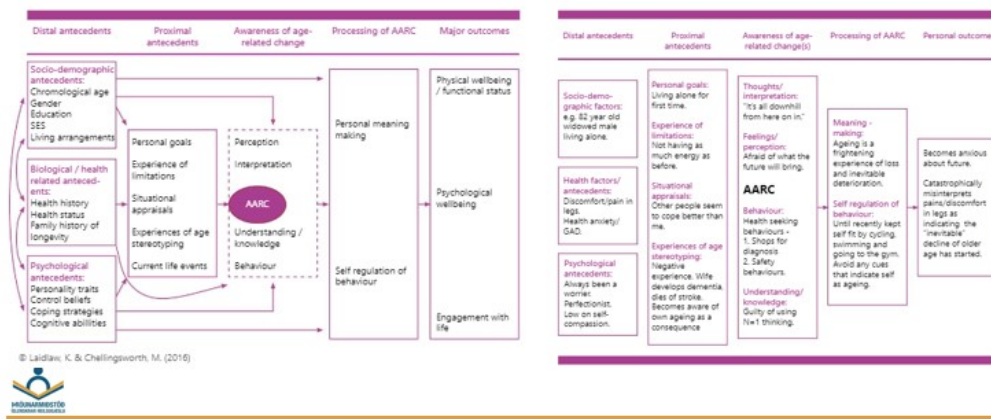 Distal antecedents
Proximal
antecedents
Awareness of age-
related change
Processing of AARC
Major outcomes
Socio-demographic
antecedents:
Chromological age
Gender
Education
SES
Living arrangements
Biological / health
related anteced-
ents:
Health history
Health status
Family history of
longevity
Psychological
antecedents:
Personality traits
Control beliefs
Coping strategies
Cognitive abilities
Personal goals
Experience of
limitations
Situational
appraisals
Experiences of age
stereotyping
Current life events
Perception
Interpretation
AARC
Understanding /
knowledge
Behaviour
Personal meaning
making
Self regulation of
behaviour
Physical wellbeing
/ functional status
Psychological
wellbeing
Engagement with
life
© Laidlaw, K. & Chellingsworth, M. (2016)
Distal antecedents
Proximal
antecedents
Awareness of age-
related change(s)
Processing of AARC
Personal outcome
Socio-demo-
graphic factors:
e.g. 82 year old
widowed male
living alone.
Health factors/
antecedents:
Discomfort/pain in
legs.
Health anxiety/
GAD.
Psychological
antecedents:
Always been a
worrier.
Perfectionist.
Low on self-
compassion.
Personal goals:
Living alone for
first time.
Experience of
limitations:
Not having as
much energy as
before.
Situational
appraisals:
Other people seem
to cope better than
me.
Experiences of age
stereotyping:
Negative
experience. Wife
develops dementia,
dies of stroke.
Becomes aware of
own ageing as a
consequence
Thoughts/
interpretation:
"It's all downhill
from here on in."
Feelings/
perception:
Afraid of what the
future will bring.
AARC
Behaviour:
Health seeking
behaviours -
1. Shops for
diagnosis
2. Safety
behaviours.
Understanding/
knowledge:
Guilty of using
N=1 thinking.
Meaning -
making:
Ageing is a
frightening
experience of loss
and inevitable
deterioration.
Self regulation of
behaviour:
Until recently kept
self fit by cycling,
swimming and
going to the gym.
Avoid any cues
that indicate self
as ageing.
Becomes anxious
about future.
Catastrophically
misinterprets
pains/discomfort
in legs as
indicating the
"inevitable"
decline of older
age has started.